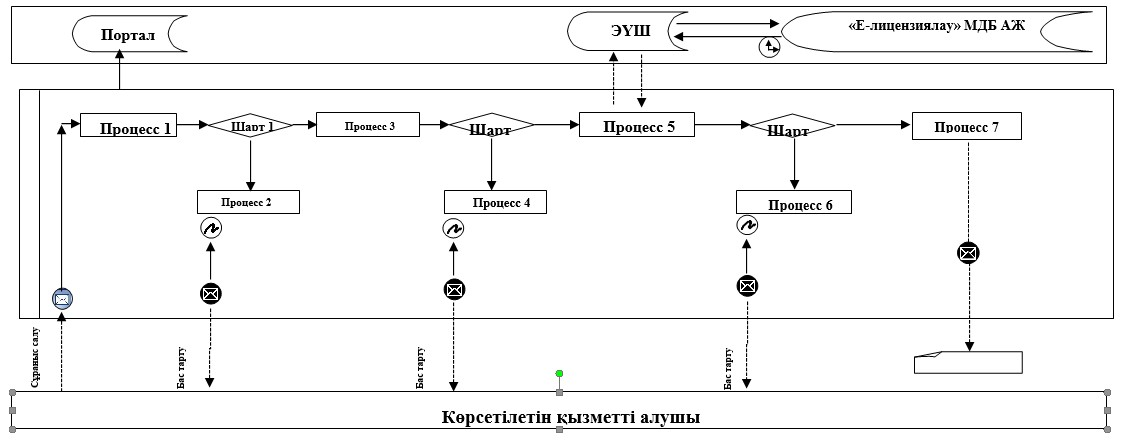 Портал
ЭҮШ
«Е-лицензиялау» МДБ АЖ
Процесс 1
Шарт 1
Процесс 3
Шарт
Процесс 5
Шарт
Процесс 7
Процесс 2
Процесс 4
Процесс 6
Сұраныс салу
Бас тарту
Бас тарту
Бас тарту
Көрсетілетін қызметті алушы